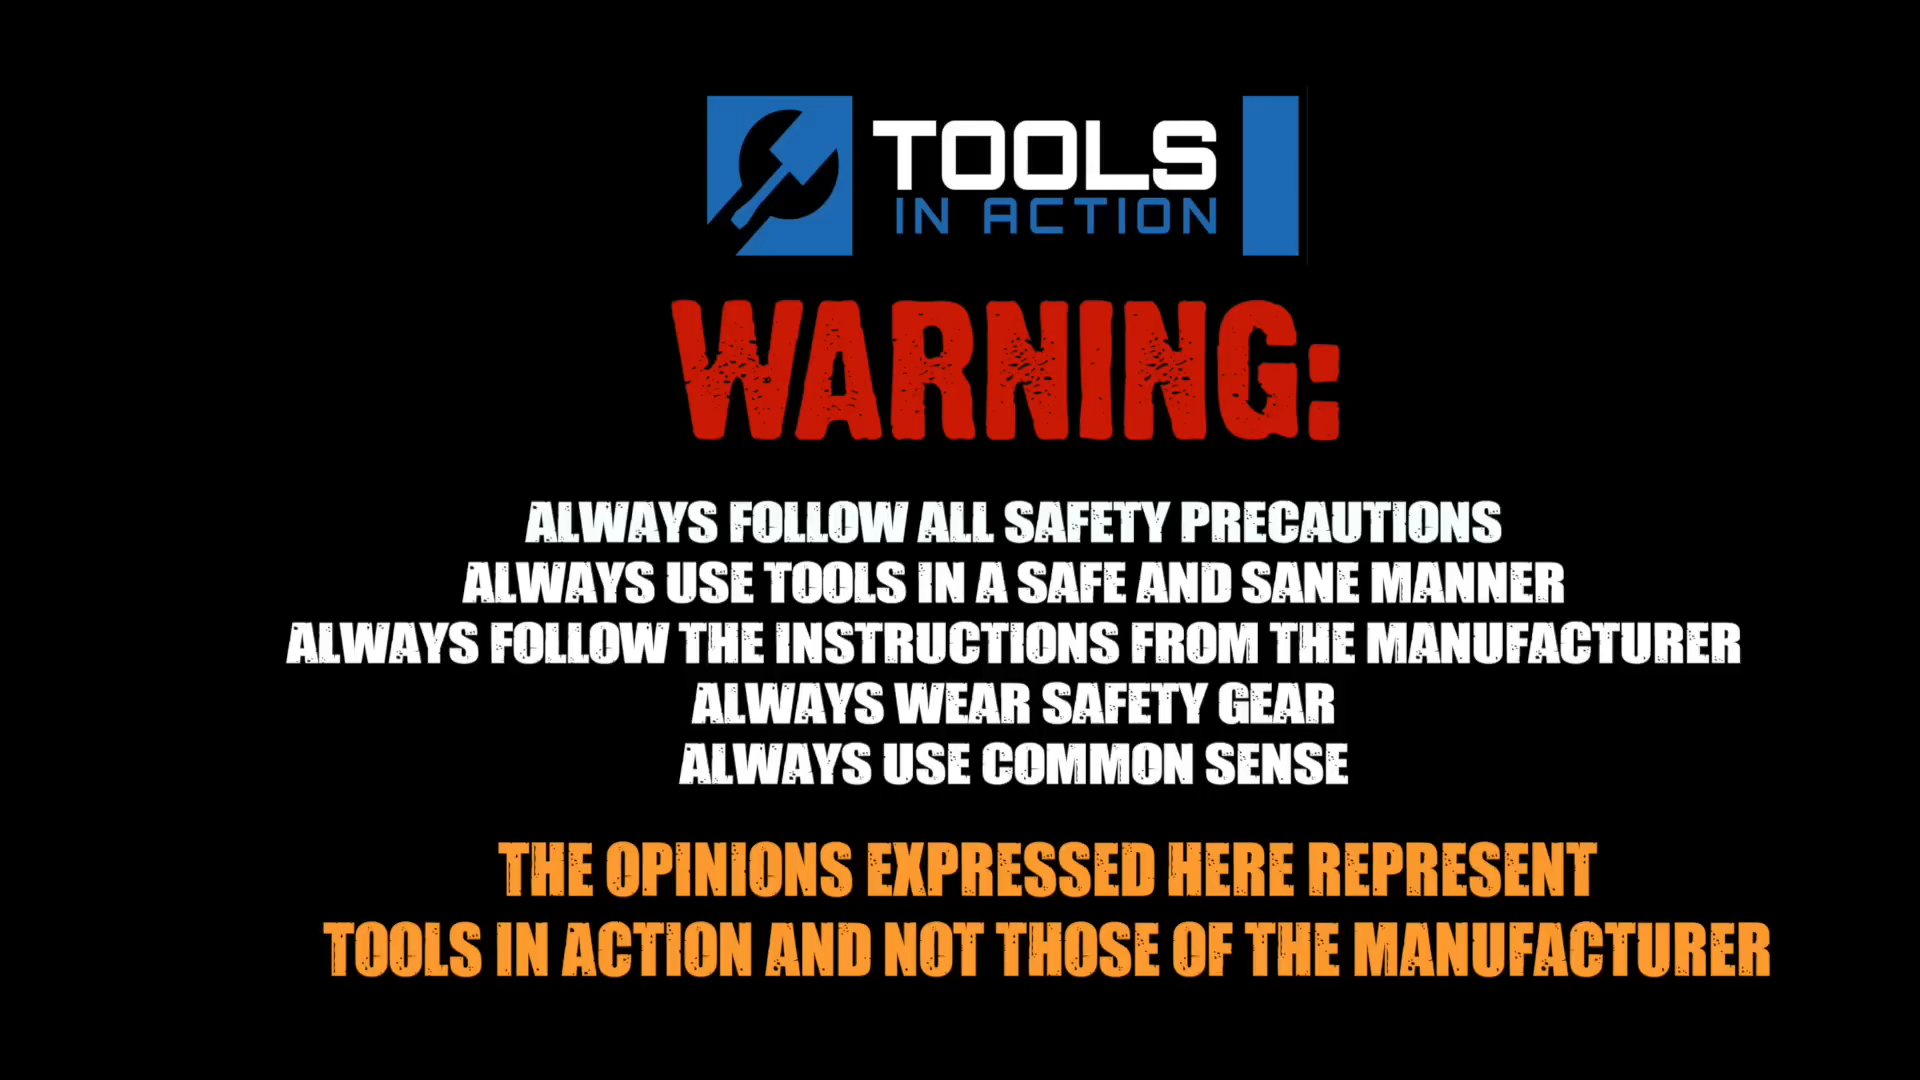 TOOLS
IN ACTION
WARNING:
ALWAYS FOLLOW ALL SAFETY PRECAUTIONS
ALWAYS USE TOOLS IN A SAFE AND SANE MANNER
ALWAYS FOLLOW THE INSTRUCTIONS FROM THE MANUFACTURER
ALWAYS WEAR SAFETY GEAR
ALWAYS USE COMMON SENSE
THE OPINIONS EXPRESSED HERE REPRESENT
TOOLS IN ACTION AND NOT THOSE OF THE MANUFACTURER